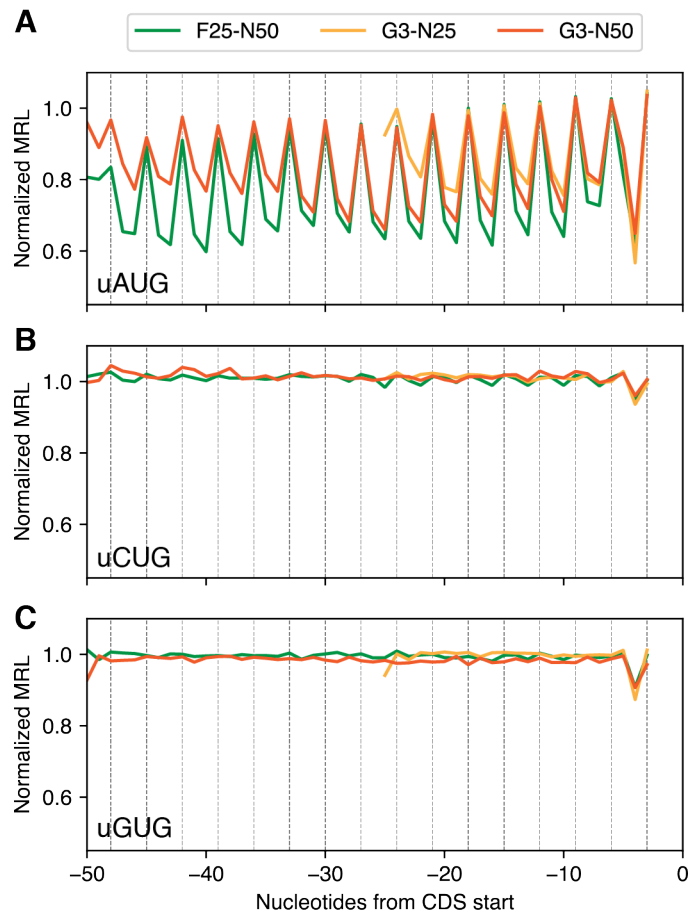 A
F25-N50 G3-N25 G3-N50
Normalized MRL
1.0
0.8
0.6
uAUG
B
Normalized MRL
1.0
0.8
0.6
uCUG
C
Normalized MRL
1.0
0.8
0.6
uGUG
−50 −40 −30 −20 −10 0
Nucleotides from CDS start